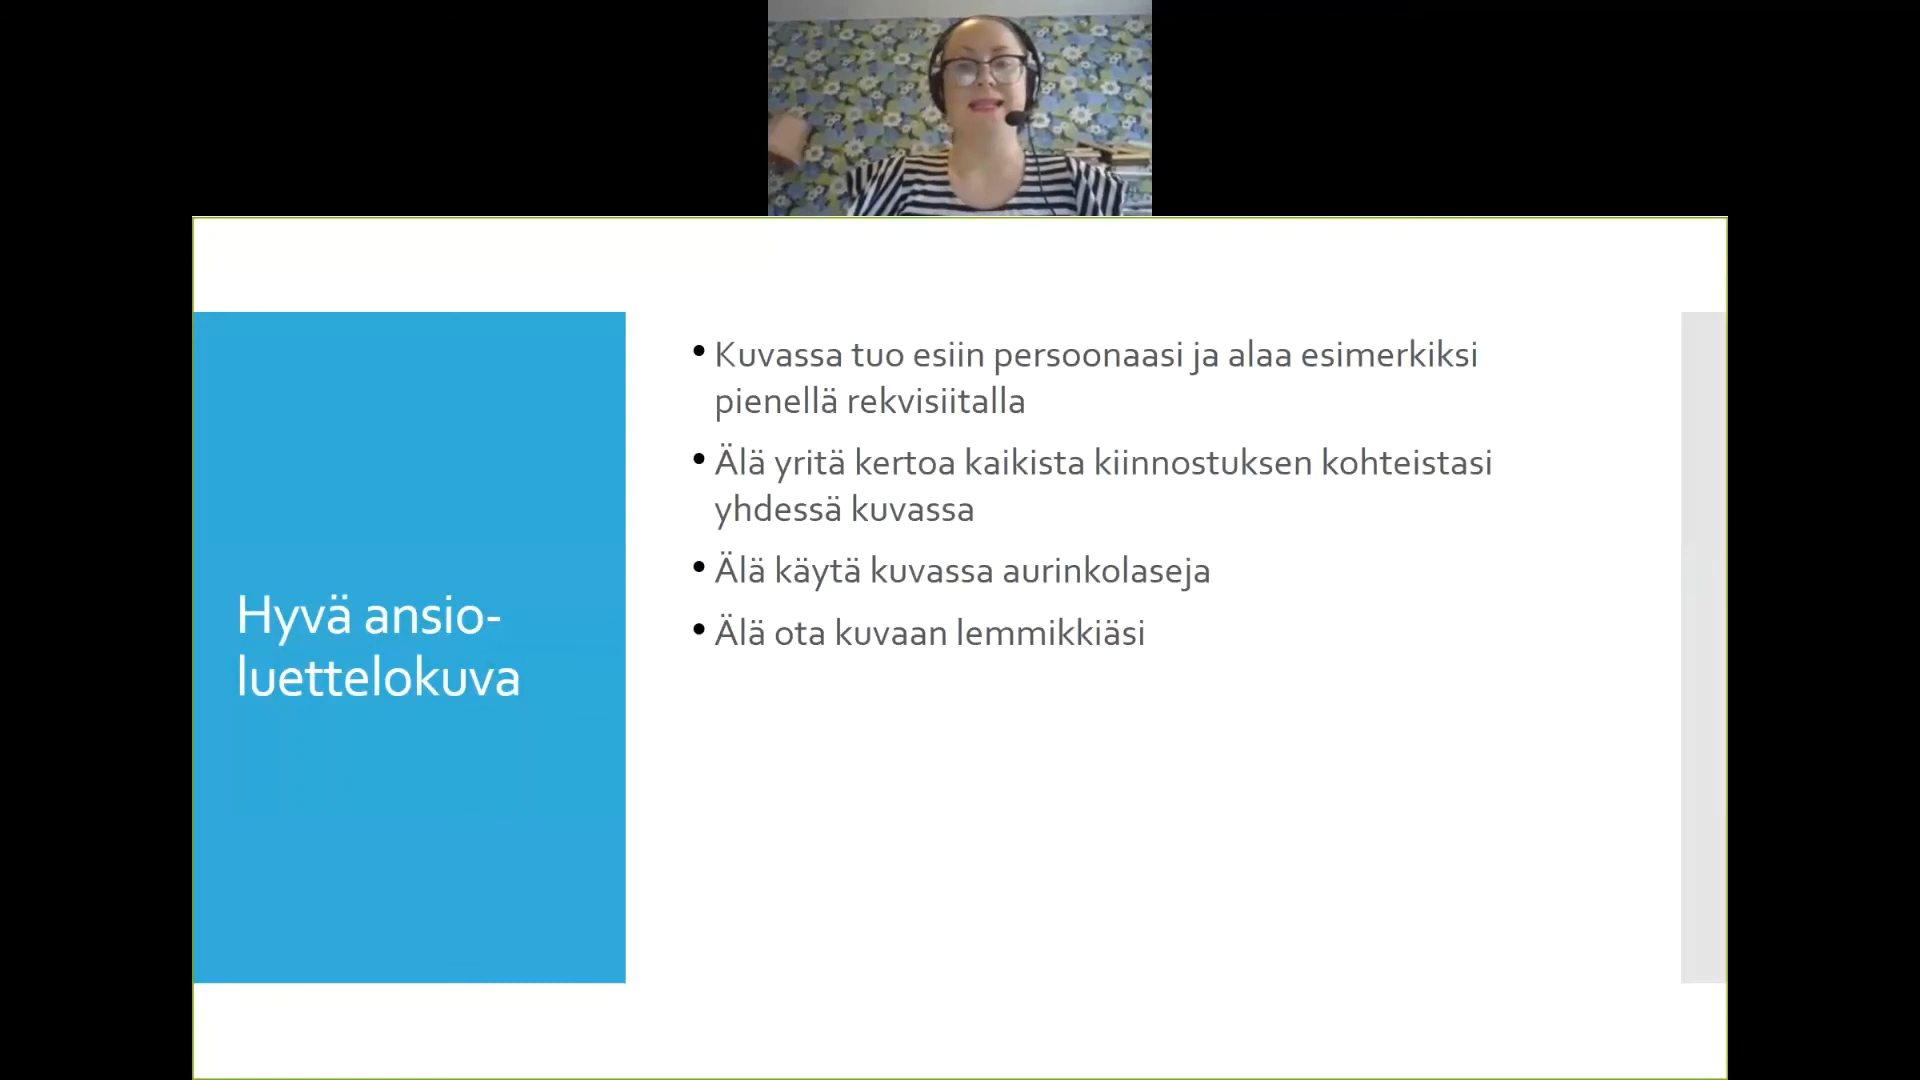 Hyvä ansio-
luettelokuva
• Kuvassa tuo esiin persoonaasi ja alaa esimerkiksi
pienellä rekvisiitalla
• Älä yritä kertoa kaikista kiinnostuksen kohteistasi
yhdessä kuvassa
• Älä käytä kuvassa aurinkolaseja
• Älä ota kuvaan lemmikkiäsi